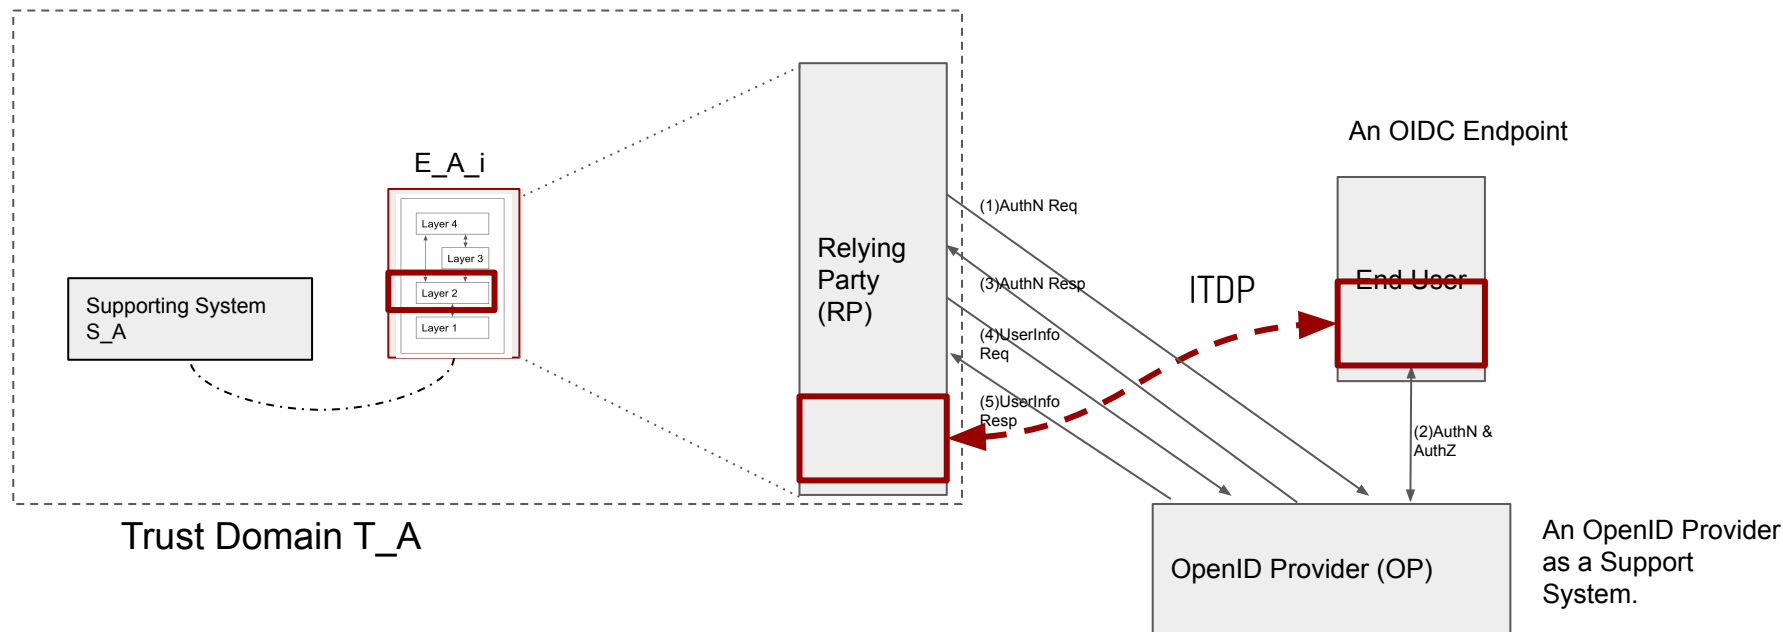 E_A_i
Layer 4
Layer 3
Layer 2
Layer 1
Supporting System
S_A
Trust Domain T_A
Relying
Party
(RP)
(1)AuthN Req
(3)AuthN Resp
(4)UserInfo
Req
(5)UserInfo
Resp
ITDP
An OIDC Endpoint
End User
(2)AuthN &
AuthZ
OpenID Provider (OP)
An OpenID Provider
as a Support
System.